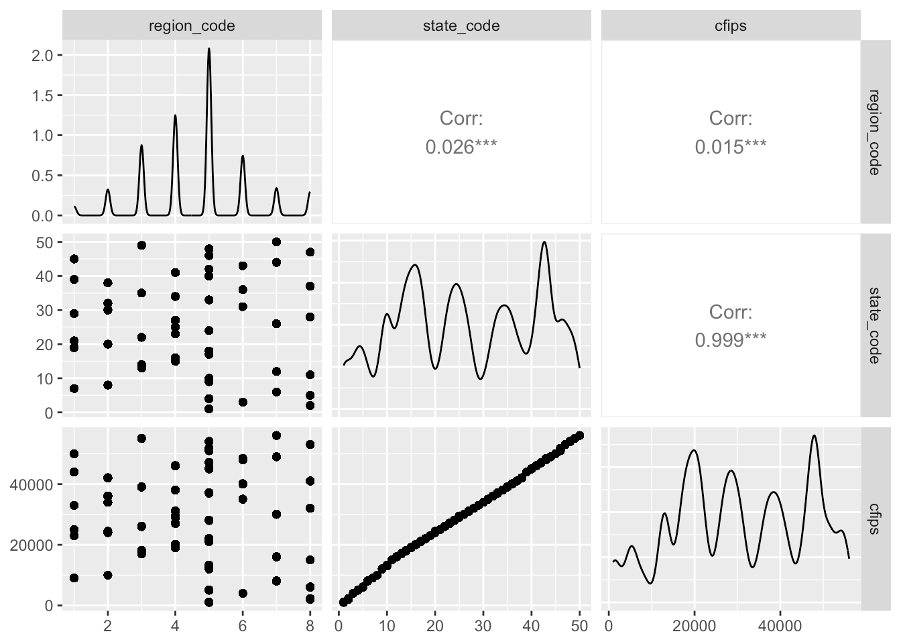 region_code state_code cfips
2.0
1.5
1.0
0.5
0.0
Corr:
0.026***
Corr:
0.015***
region_code
50
40
30
20
10
0
Corr:
0.999***
state_code
40000
20000
0
cfips
2 4 6 8 0 10 20 30 40 50 0 20000 40000